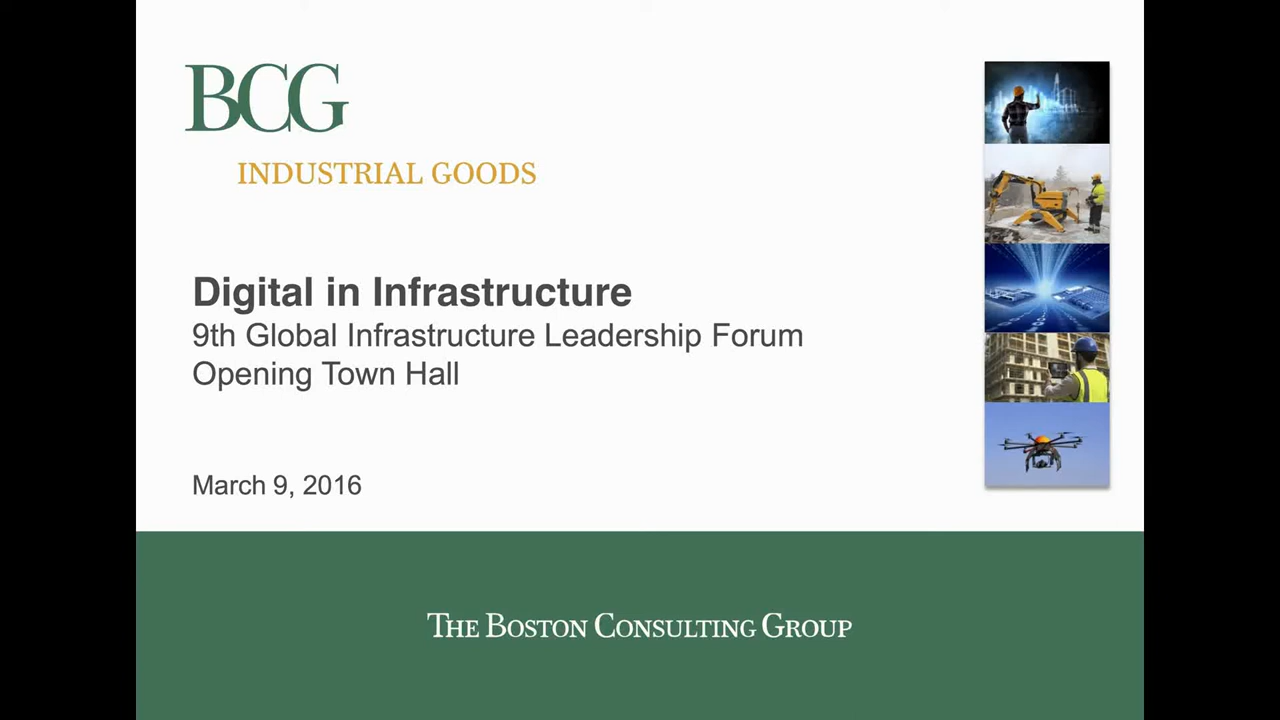 BCG
INDUSTRIAL GOODS
Digital in Infrastructure
9th Global Infrastructure Leadership Forum
Opening Town Hall
March 9, 2016
THE BOSTON CONSULTING GROUP